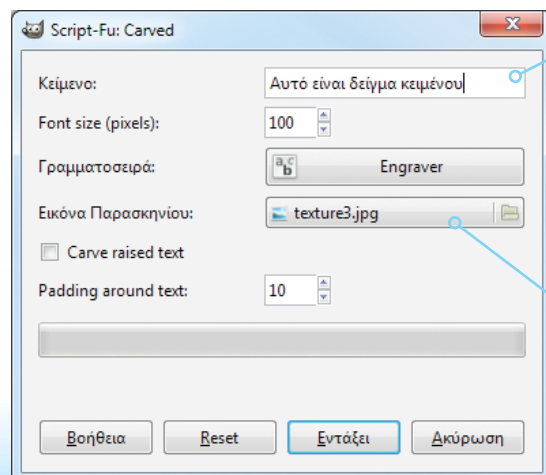 Script-Fu: Carved
Κείμενο: Αυτό είναι δείγμα κειμένου
Font size (pixels): 100
Γραμματοσειρά: Engraver
Εικόνα Παρασκηνίου: texture3.jpg
Carve raised text
Padding around text: 10
Βοήθεια Reset Εντάξει Ακύρωση